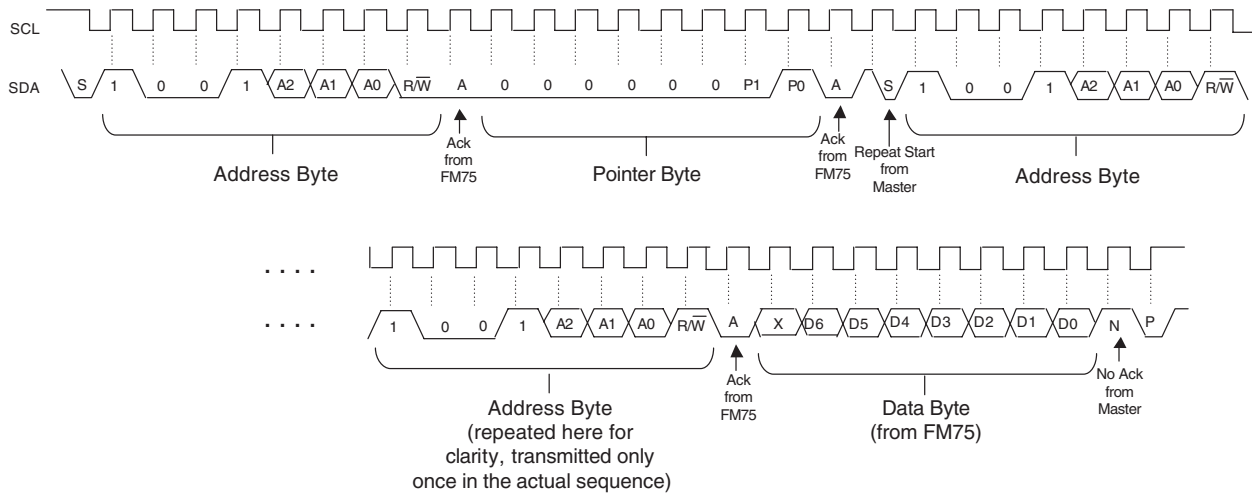 SCL
SDA S 1 0 0 1 A2 A1 A0 R/W̅ A 0 0 0 0 0 0 P1 P0 A S 1 0 0 1 A2 A1 A0 R/W̅
Address Byte
Ack
from
FM75
Pointer Byte
Ack
from
FM75
Repeat Start
from
Master
Address Byte
. . . .
. . . . 1 0 0 1 A2 A1 A0 R/W̅ A X D6 D5 D4 D3 D2 D1 D0 N P
Address Byte
(repeated here for
clarity, transmitted only
once in the actual sequence)
Ack
from
FM75
Data Byte
(from FM75)
No Ack
from
Master